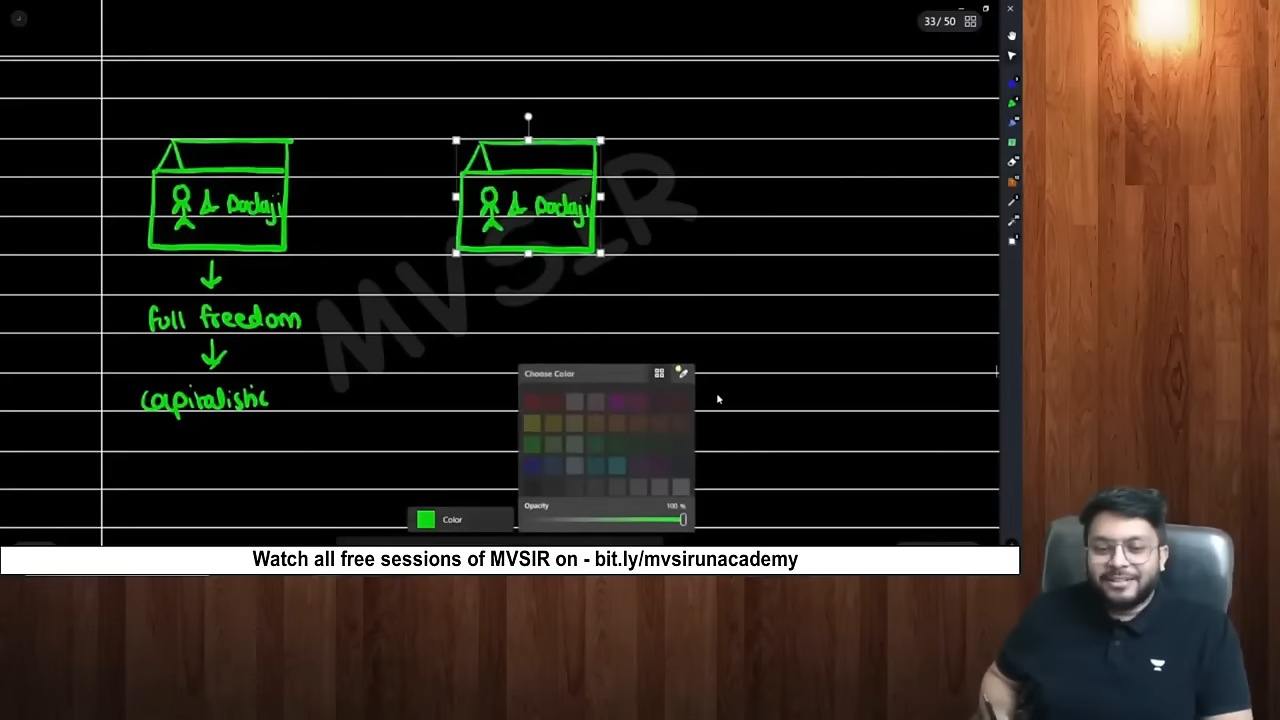 33/50
Dadaji
Dadaji
full freedom
capitalistic
MVSIR
Choose Color
Opacity 100 %
Color
Watch all free sessions of MVSIR on - bit.ly/mvsirunacademy